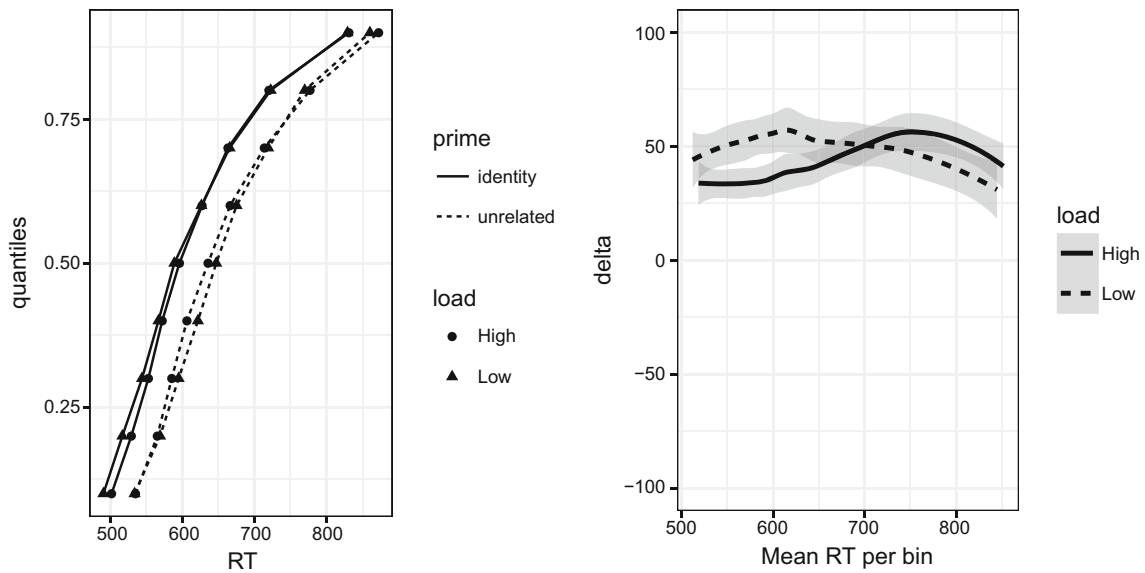 quantiles
0.75
0.50
0.25
500 600 700 800
RT
prime
identity
unrelated
load
High
Low
delta
100
50
0
−50
−100
500 600 700 800
Mean RT per bin
load
High
Low